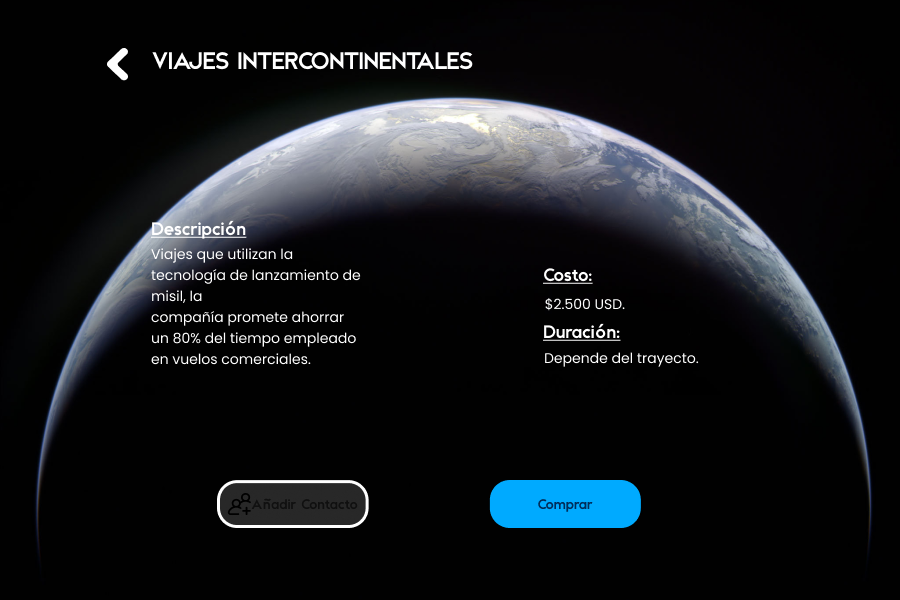 VIAJES INTERCONTINENTALES
Descripción
Viajes que utilizan la
tecnología de lanzamiento de
misil, la
compañía promete ahorrar
un 80% del tiempo empleado
en vuelos comerciales.
Costo:
$2.500 USD.
Duración:
Depende del trayecto.
Añadir Contacto
Comprar